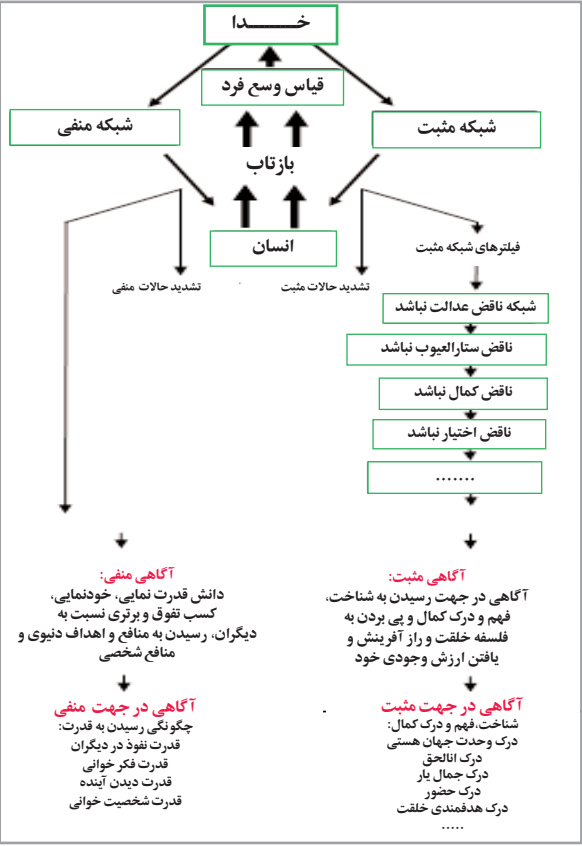 خــــــدا
قیاس وسع فرد
شبکه منفی
شبکه مثبت
بازتاب
انسان
فیلترهای شبکه مثبت
تشدید حالات مثبت
تشدید حالات منفی
شبکه ناقض عدالت نباشد
ناقض ستارالعیوب نباشد
ناقض کمال نباشد
ناقض اختیار نباشد
.......
آگاهی مثبت:
آگاهی در جهت رسیدن به شناخت،
فهم و درک کمال و پی بردن به
فلسفه خلقت و راز آفرینش و
یافتن ارزش وجودی خود
آگاهی منفی:
دانش قدرت نمایی، خودنمایی،
کسب تفوق و برتری نسبت به
دیگران، رسیدن به منافع و اهداف دنیوی و
منافع شخصی
آگاهی در جهت مثبت
شناخت،فهم و درک کمال:
درک وحدت جهان هستی
درک اناالحق
درک جمال یار
درک حضور
درک هدفمندی خلقت
.....
آگاهی در جهت منفی
چگونگی رسیدن به قدرت:
قدرت نفوذ در دیگران
قدرت فکر خوانی
قدرت دیدن آینده
قدرت شخصیت خوانی